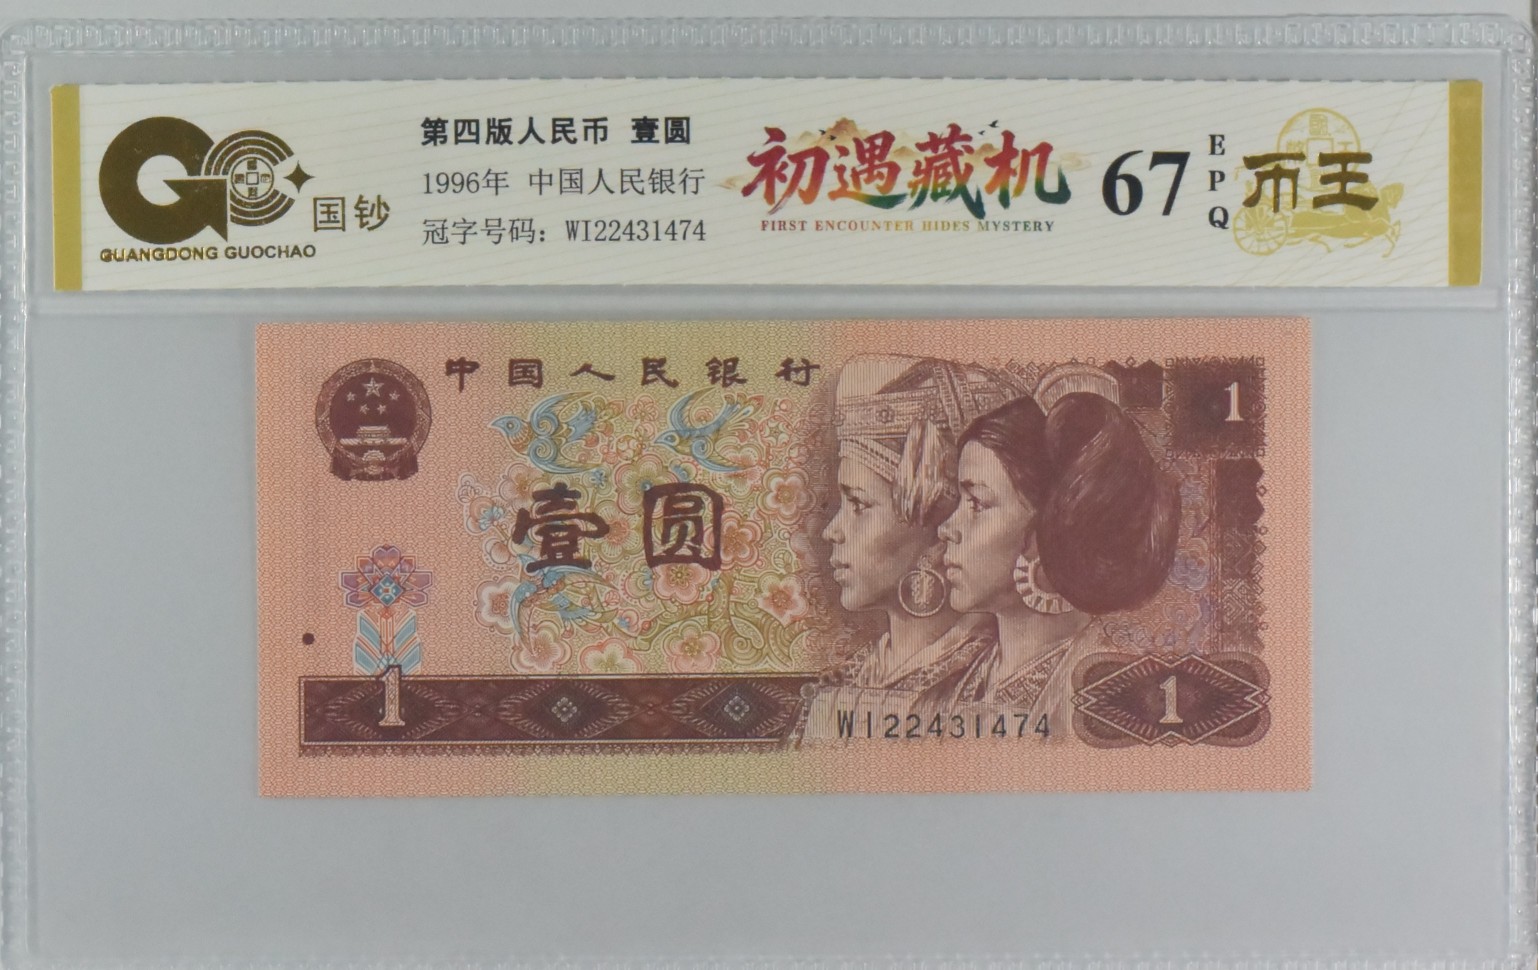 国钞
GUANGDONG GUOCHAO
第四版人民币 壹圆
1996年 中国人民银行
冠字号码：WI22431474
初遇藏机
FIRST ENCOUNTER HIDES MYSTERY
67
EPQ
币王
中国人民银行
1
壹圆
1
WI22431474
1